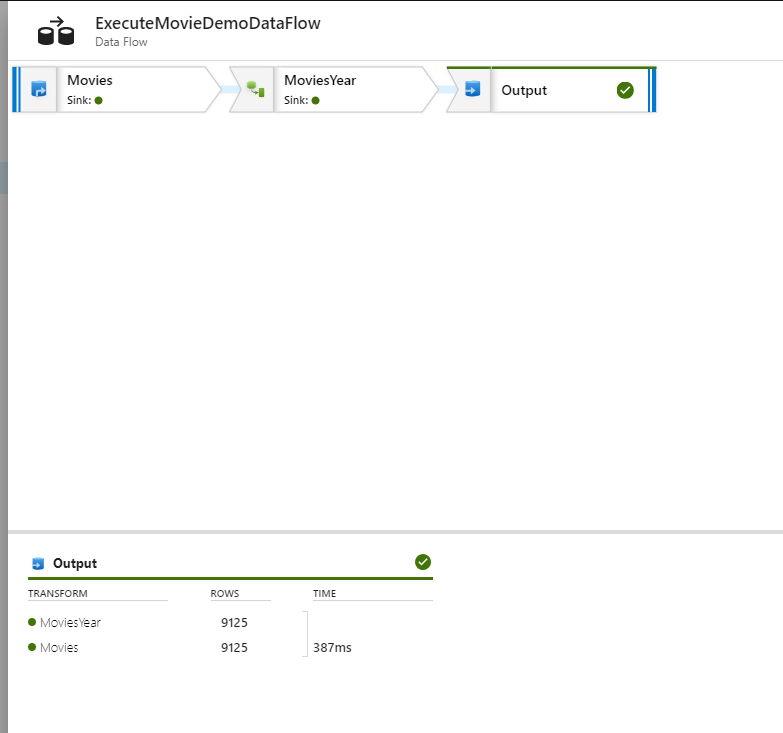 ExecuteMovieDemoDataFlow
Data Flow
Movies
Sink:
MoviesYear
Sink:
Output
Output
TRANSFORM ROWS TIME
MoviesYear 9125
Movies 9125 387ms